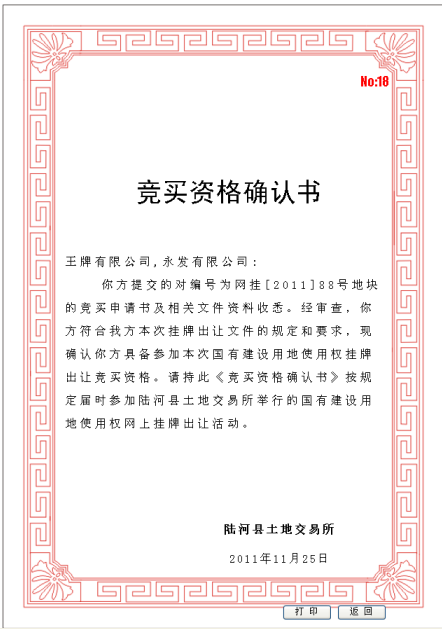 No:18
竞买资格确认书
王牌有限公司,永发有限公司:
你方提交的对编号为网挂[2011]88号地块
的竞买申请书及相关文件资料收悉。经审查，你
方符合我方本次挂牌出让文件的规定和要求，现
确认你方具备参加本次国有建设用地使用权挂牌
出让竞买资格。请持此《竞买资格确认书》按规
定届时参加陆河县土地交易所举行的国有建设用
地使用权网上挂牌出让活动。
陆河县土地交易所
2011年11月25日
打印 返回